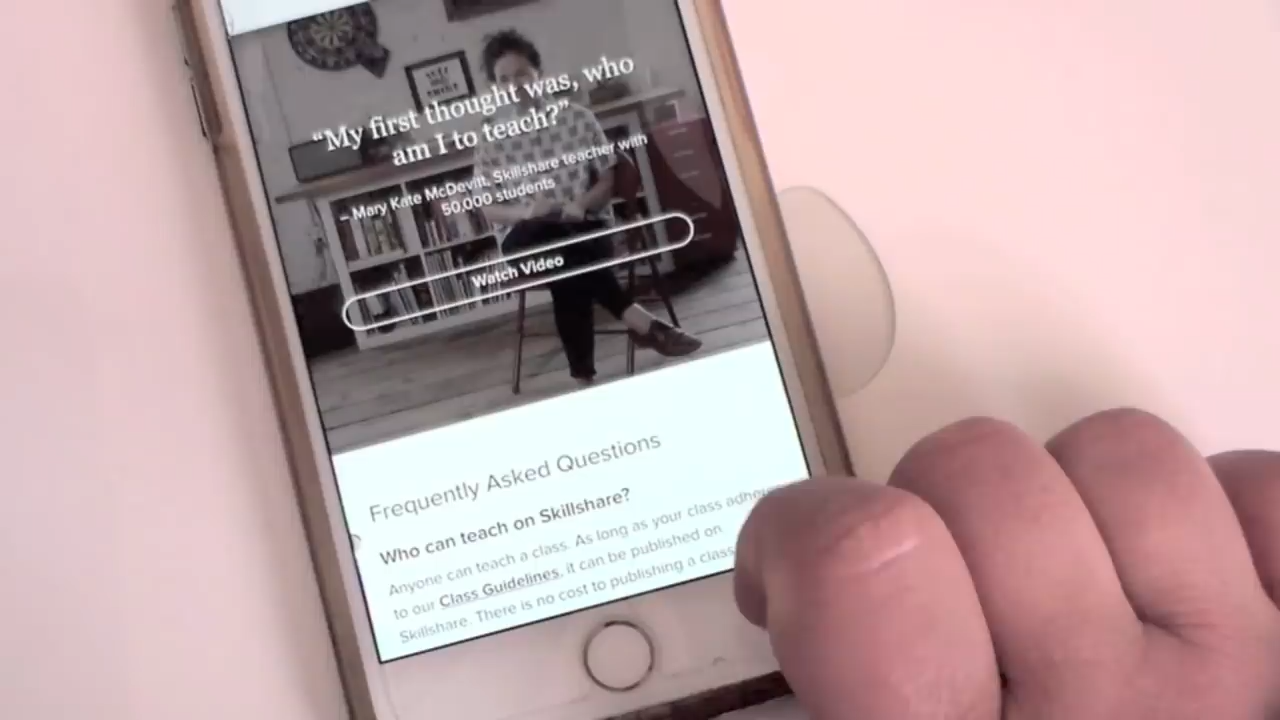 “My first thought was, who
am I to teach?”
– Mary Kate McDevitt, Skillshare teacher with
50,000 students
Watch Video
Frequently Asked Questions
Who can teach on Skillshare?
Anyone can teach a class. As long as your class adheres
to our Class Guidelines, it can be published on
Skillshare. There is no cost to publishing a class